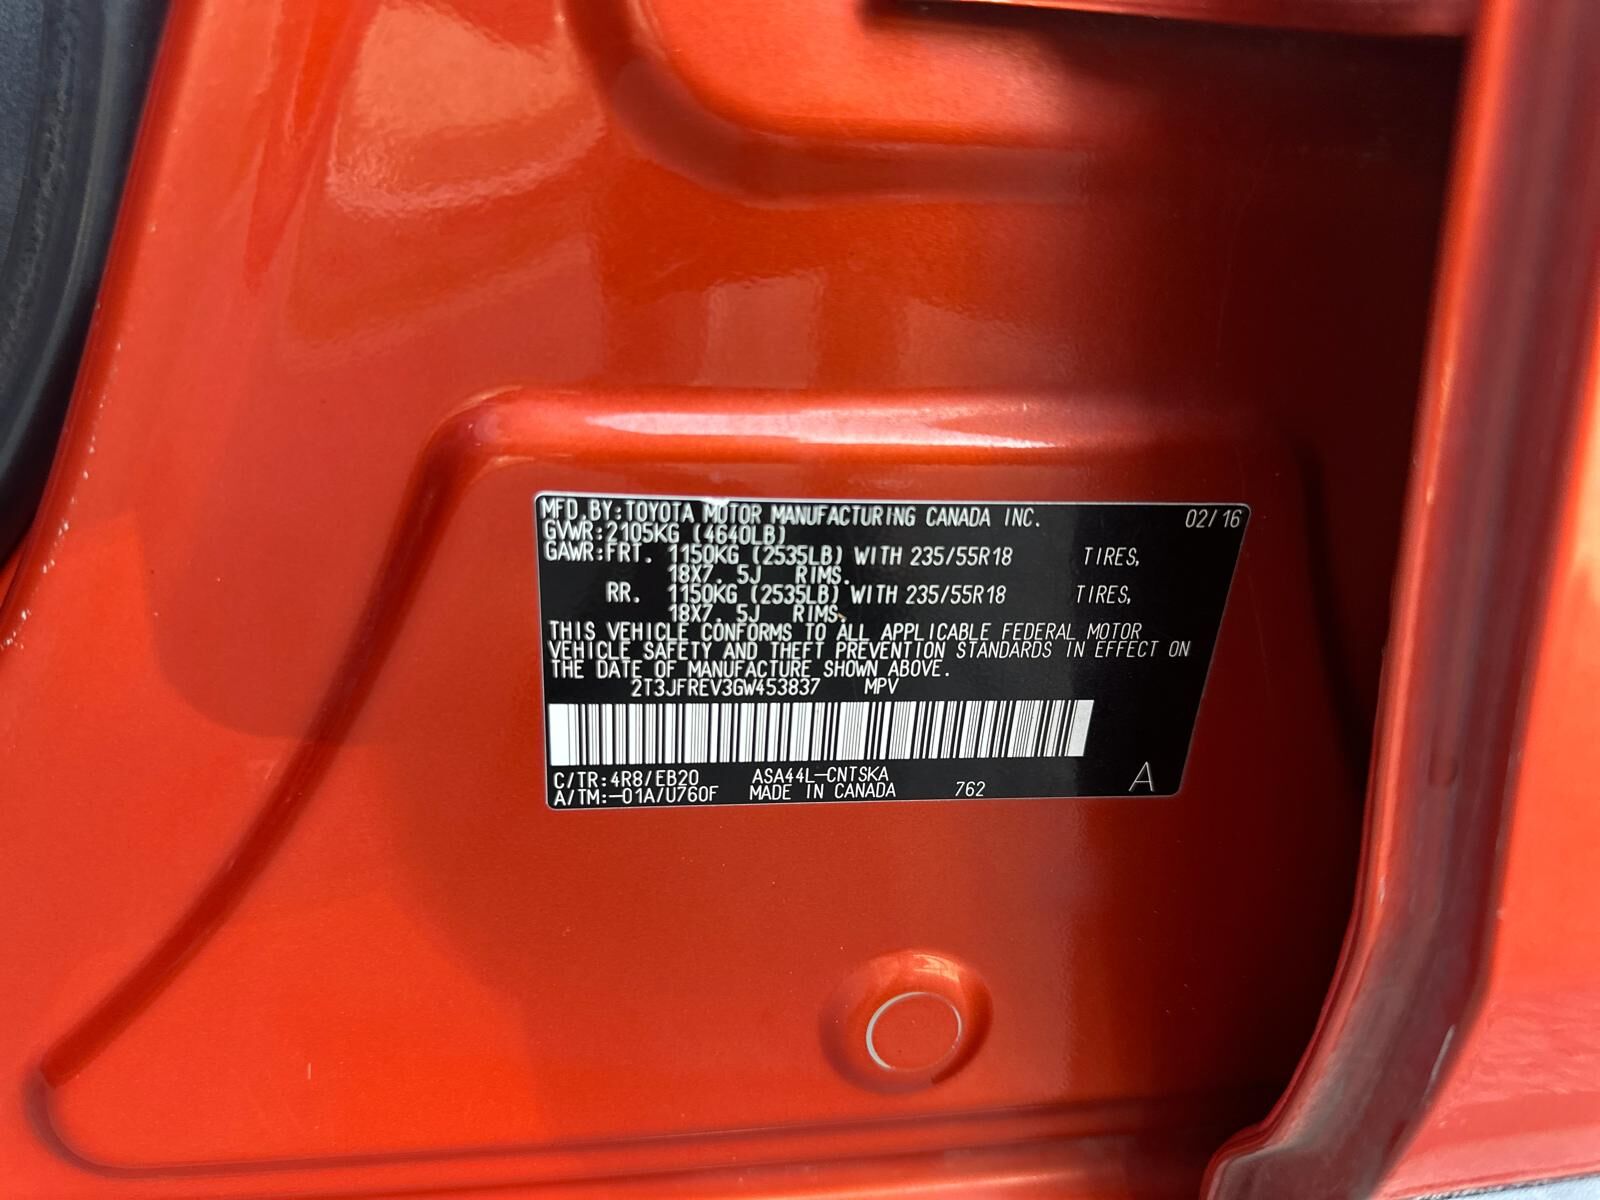 MFD.BY:TOYOTA MOTOR MANUFACTURING CANADA INC. 02/16
GVWR:2105KG (4640LB)
GAWR:FRT. 1150KG (2535LB) WITH 235/55R18 TIRES,
18X7. 5J RIMS.
RR. 1150KG (2535LB) WITH 235/55R18 TIRES,
18X7. 5J RIMS.
THIS VEHICLE CONFORMS TO ALL APPLICABLE FEDERAL MOTOR
VEHICLE SAFETY AND THEFT PREVENTION STANDARDS IN EFFECT ON
THE DATE OF MANUFACTURE SHOWN ABOVE.
2T3JFREV3GW453837 MPV
C/TR:4R8/EB20 ASA44L-CNTSKA
A/TM:-01A/U760F MADE IN CANADA 762 A